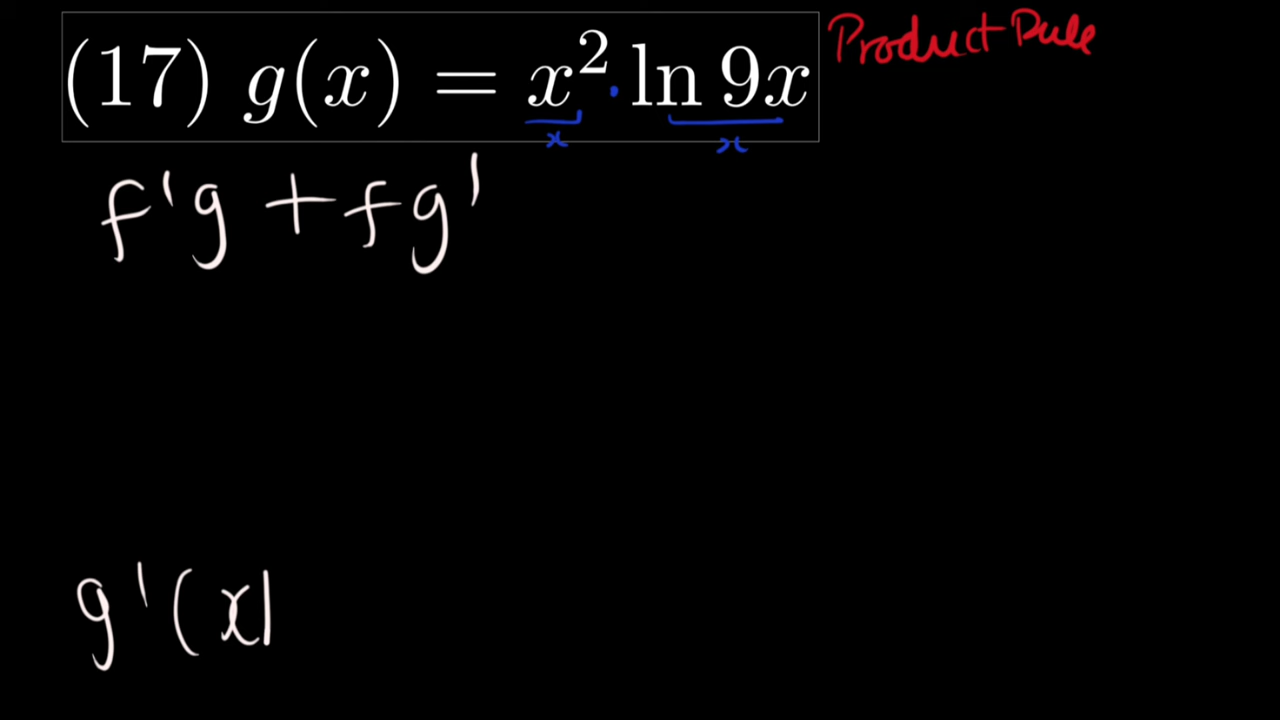 (17) g(x) = x² · ln 9x Product Rule
x x
f'g + fg'
g'(x)